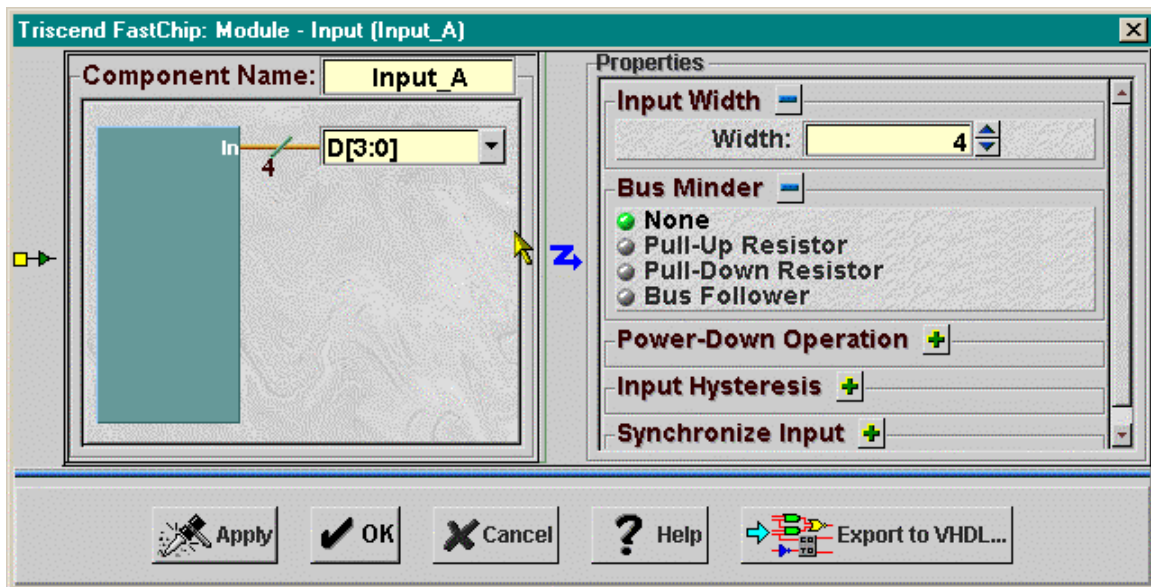 Triscend FastChip: Module - Input (Input_A)
Component Name: Input_A
In
4
D[3:0]
Properties
Input Width
Width: 4
Bus Minder
None
Pull-Up Resistor
Pull-Down Resistor
Bus Follower
Power-Down Operation
Input Hysteresis
Synchronize Input
Apply
OK
Cancel
Help
Export to VHDL...